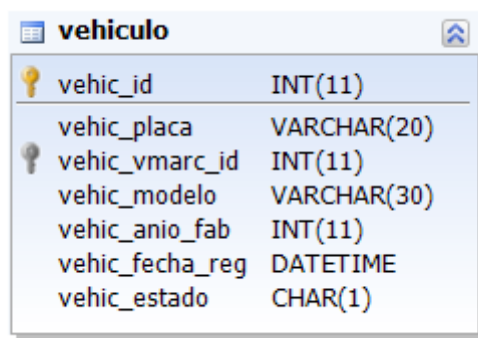 vehiculo
vehic_id INT(11)
vehic_placa VARCHAR(20)
vehic_vmarc_id INT(11)
vehic_modelo VARCHAR(30)
vehic_anio_fab INT(11)
vehic_fecha_reg DATETIME
vehic_estado CHAR(1)